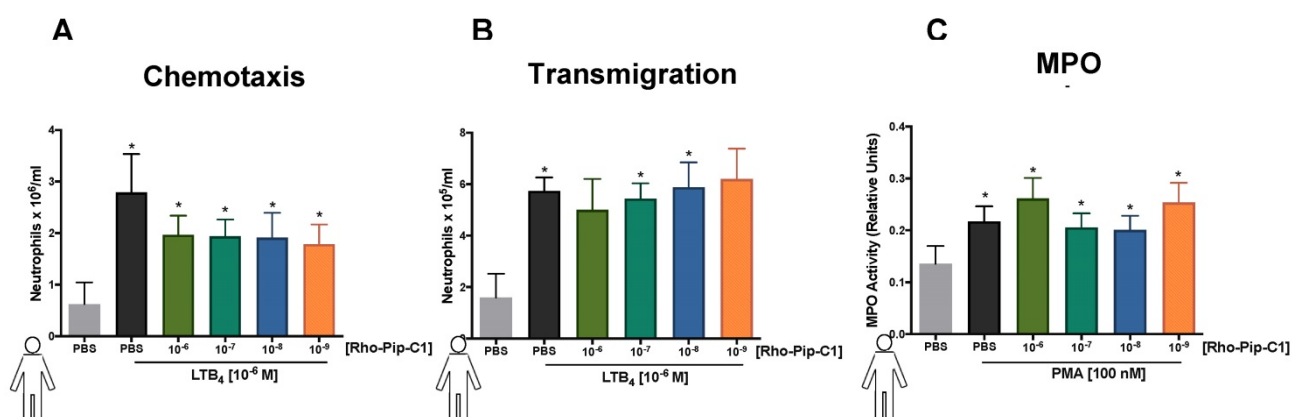 A
Chemotaxis
Neutrophils x 10⁶/ml
4
3
2
1
0
PBS PBS 10⁻⁶ 10⁻⁷ 10⁻⁸ 10⁻⁹ [Rho-Pip-C1]
* * * * *
LTB₄ [10⁻⁶ M]
B
Transmigration
Neutrophils x 10⁵/ml
8
6
4
2
PBS PBS 10⁻⁶ 10⁻⁷ 10⁻⁸ 10⁻⁹ [Rho-Pip-C1]
* * *
LTB₄ [10⁻⁶ M]
C
MPO
-
MPO Activity (Relative Units)
0.4
0.3
0.2
0.1
0.0
PBS PBS 10⁻⁶ 10⁻⁷ 10⁻⁸ 10⁻⁹ [Rho-Pip-C1]
* * * * *
PMA [100 nM]